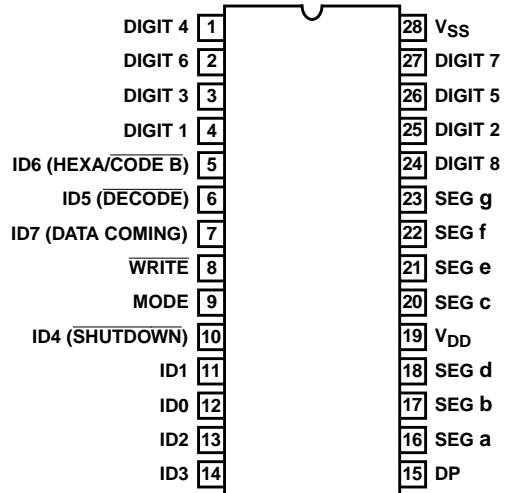 DIGIT 4 1 28 VSS
DIGIT 6 2 27 DIGIT 7
DIGIT 3 3 26 DIGIT 5
DIGIT 1 4 25 DIGIT 2
ID6 (HEXA/CODE B) 5 24 DIGIT 8
ID5 (DECODE) 6 23 SEG g
ID7 (DATA COMING) 7 22 SEG f
WRITE 8 21 SEG e
MODE 9 20 SEG c
ID4 (SHUTDOWN) 10 19 VDD
ID1 11 18 SEG d
ID0 12 17 SEG b
ID2 13 16 SEG a
ID3 14 15 DP